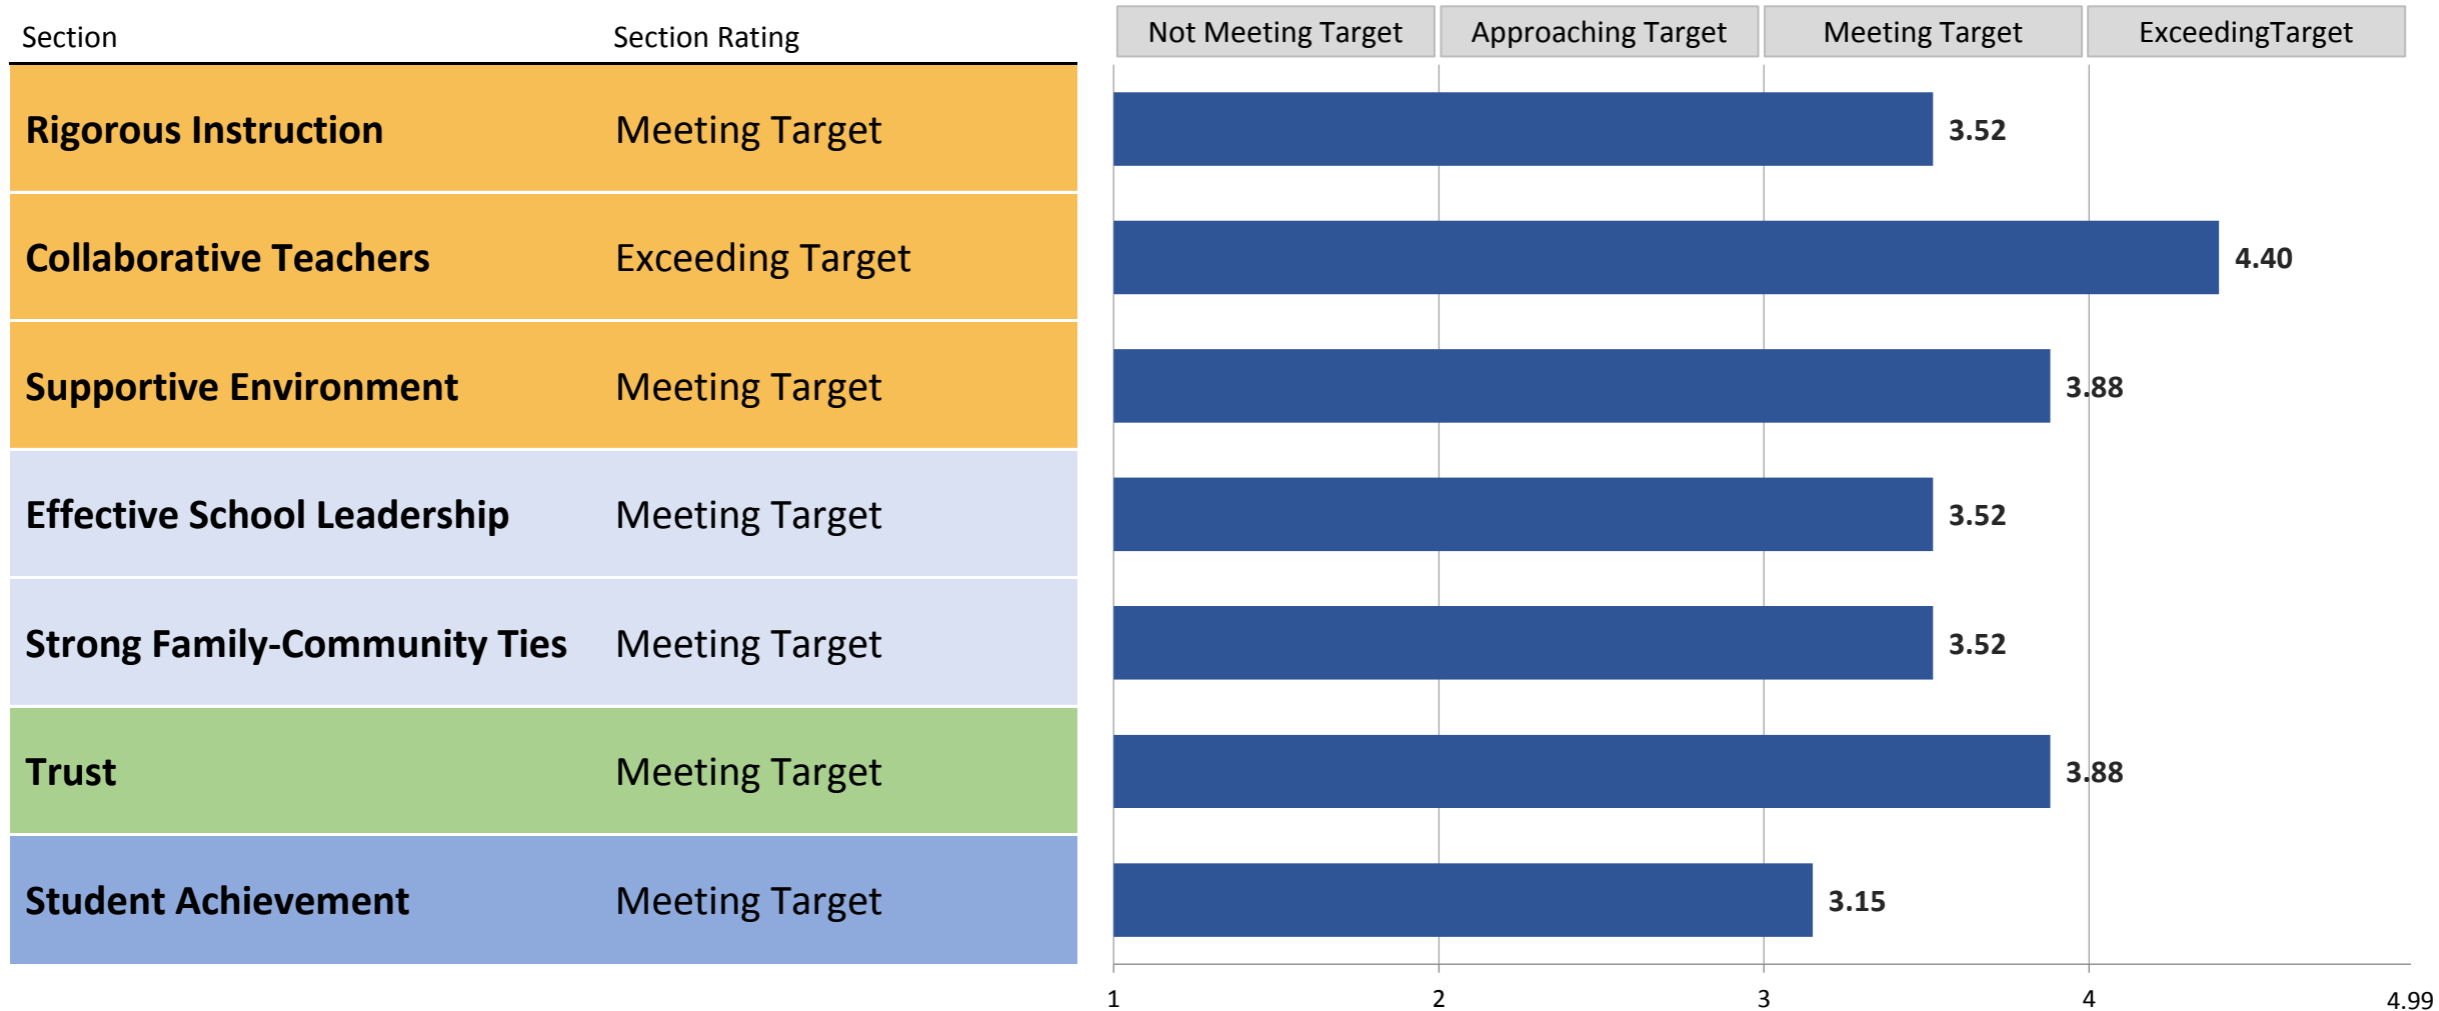 Section Section Rating Not Meeting Target Approaching Target Meeting Target ExceedingTarget
Rigorous Instruction Meeting Target 3.52
Collaborative Teachers Exceeding Target 4.40
Supportive Environment Meeting Target 3.88
Effective School Leadership Meeting Target 3.52
Strong Family-Community Ties Meeting Target 3.52
Trust Meeting Target 3.88
Student Achievement Meeting Target 3.15
1 2 3 4 4.99